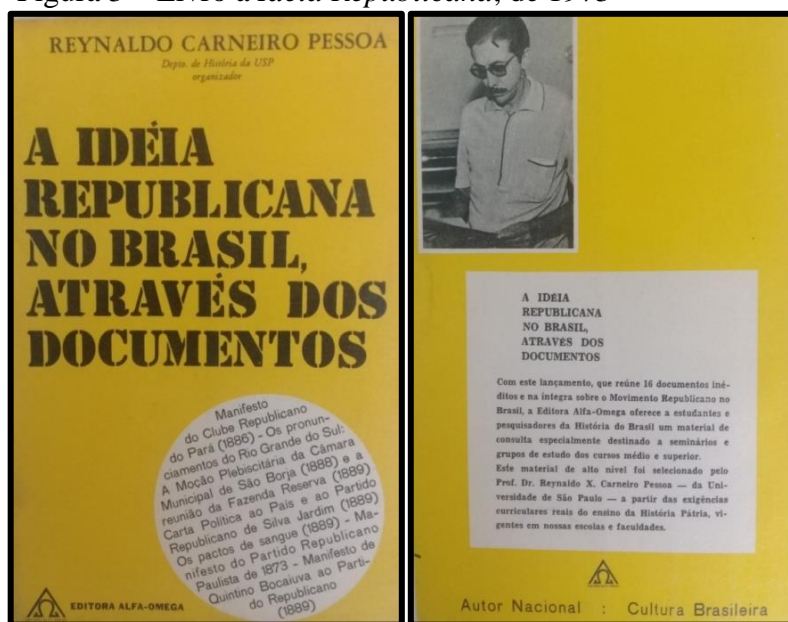 REYNALDO CARNEIRO PESSOA
Depto. de História da USP
organizador
A IDÉIA
REPUBLICANA
NO BRASIL,
ATRAVÉS DOS
DOCUMENTOS
Manifesto
do Clube Republicano
do Pará (1886) - Os pronun-
ciamentos do Rio Grande do Sul:
A Moção Plebiscitária da Câmara
Municipal de São Borja (1888) e a
reunião da Fazenda Reserva (1889)
Carta Política ao País e ao Partido
Republicano de Silva Jardim (1889)
Os pactos de sangue (1889) - Ma-
nifesto do Partido Republicano
Paulista de 1873 - Manifesto de
Quintino Bocaiuva ao Parti-
do Republicano
(1889)
EDITORA ALFA-OMEGA
A IDÉIA
REPUBLICANA
NO BRASIL,
ATRAVÉS DOS
DOCUMENTOS
Com este lançamento, que reúne 16 documentos iné-
ditos e na íntegra sobre o Movimento Republicano no
Brasil, a Editora Alfa-Omega oferece a estudantes e
pesquisadores da História do Brasil um material de
consulta especialmente destinado a seminários e
grupos de estudo dos cursos médio e superior.
Este material de alto nível foi selecionado pelo
Prof. Dr. Reynaldo X. Carneiro Pessoa — da Uni-
versidade de São Paulo — a partir das exigências
curriculares reais do ensino da História Pátria, vi-
gentes em nossas escolas e faculdades.
Autor Nacional : Cultura Brasileira